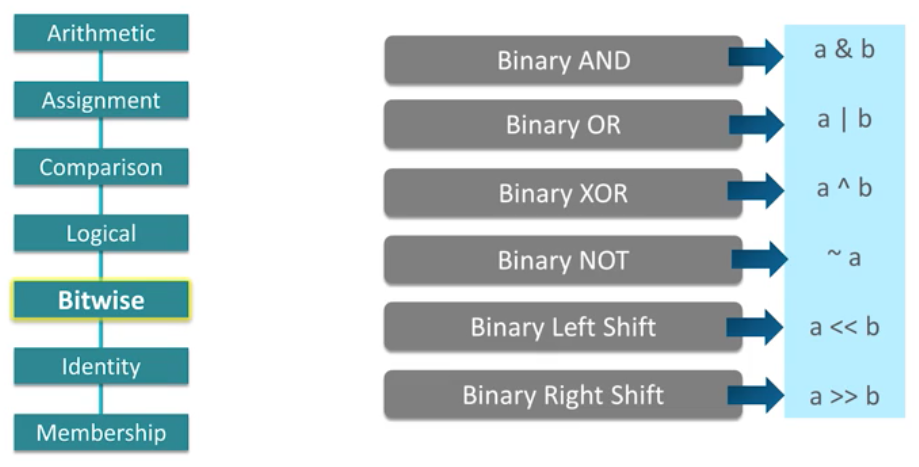 Arithmetic
Assignment
Comparison
Logical
Bitwise
Identity
Membership
Binary AND
a & b
Binary OR
a | b
Binary XOR
a ^ b
Binary NOT
~ a
Binary Left Shift
a << b
Binary Right Shift
a >> b